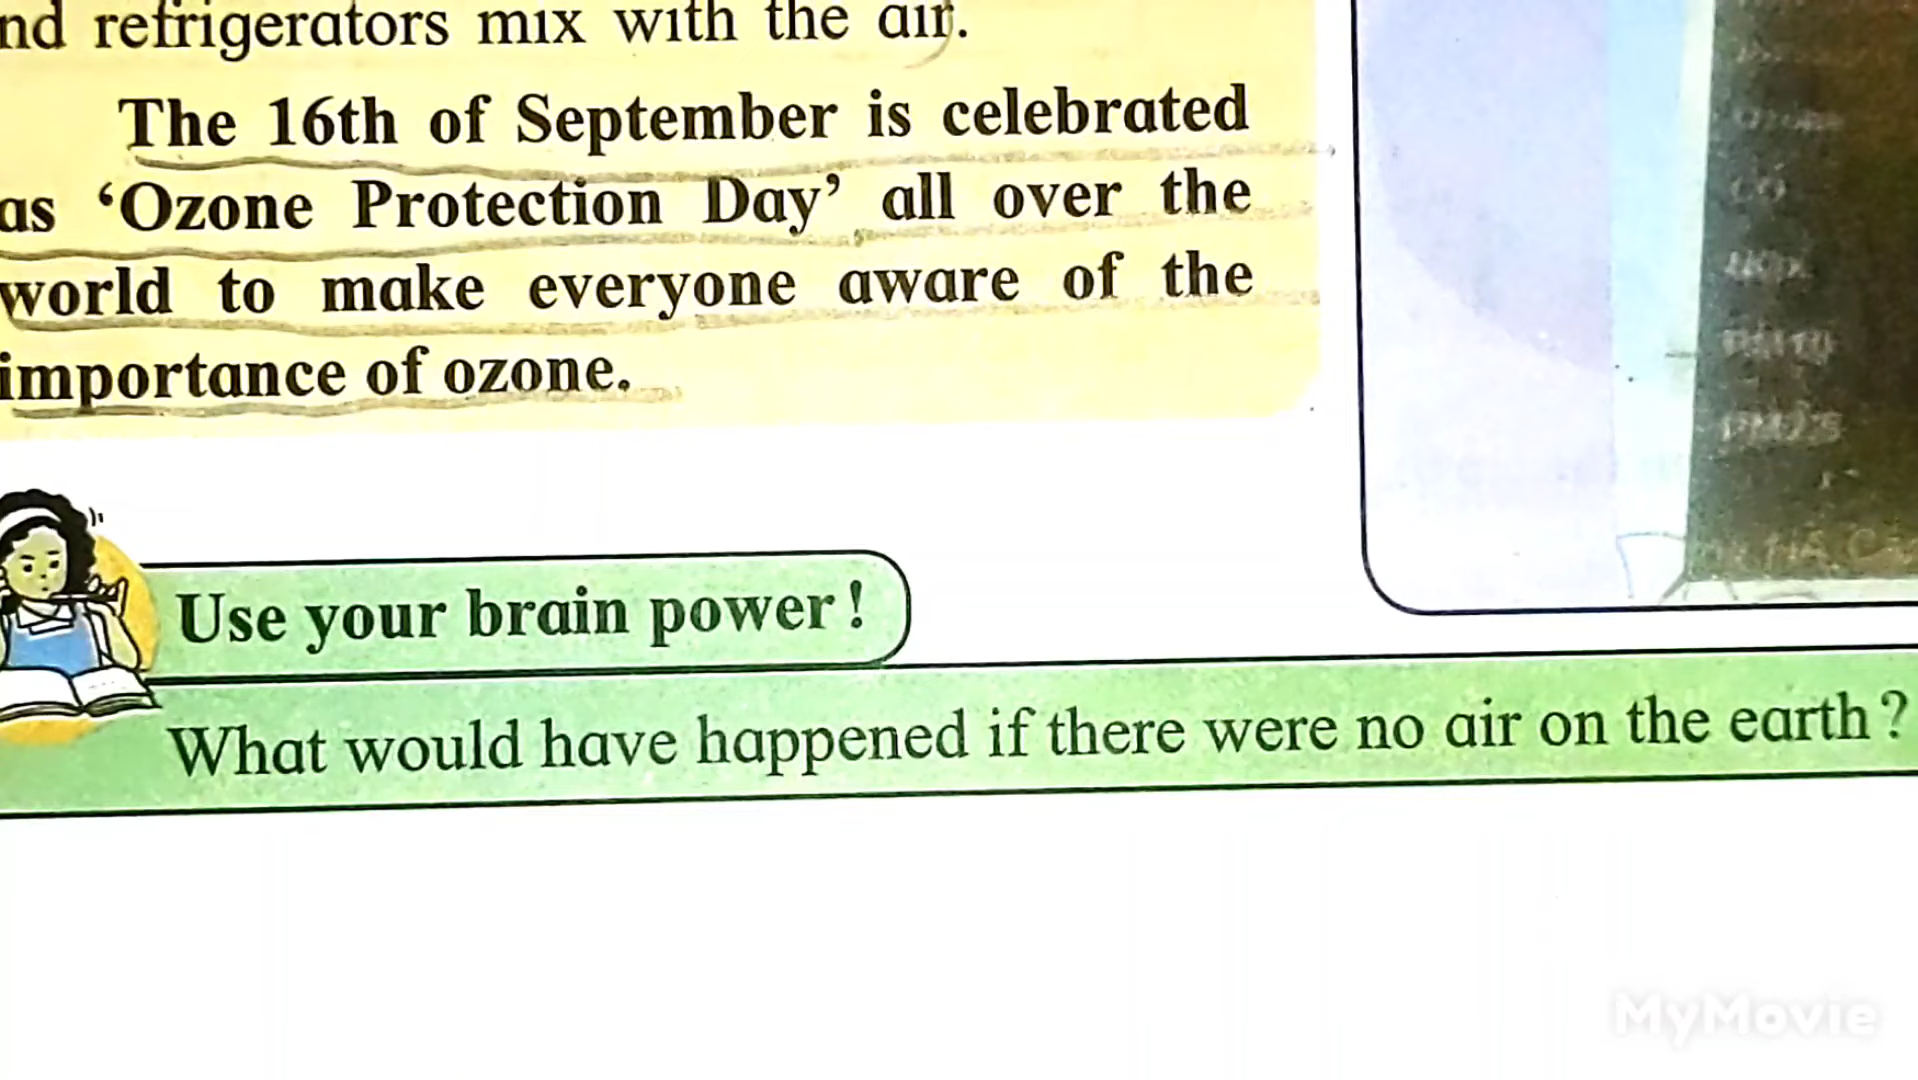 nd refrigerators mix with the air.
The 16th of September is celebrated
as ‘Ozone Protection Day’ all over the
world to make everyone aware of the
importance of ozone.
Use your brain power!
What would have happened if there were no air on the earth?
MyMovie